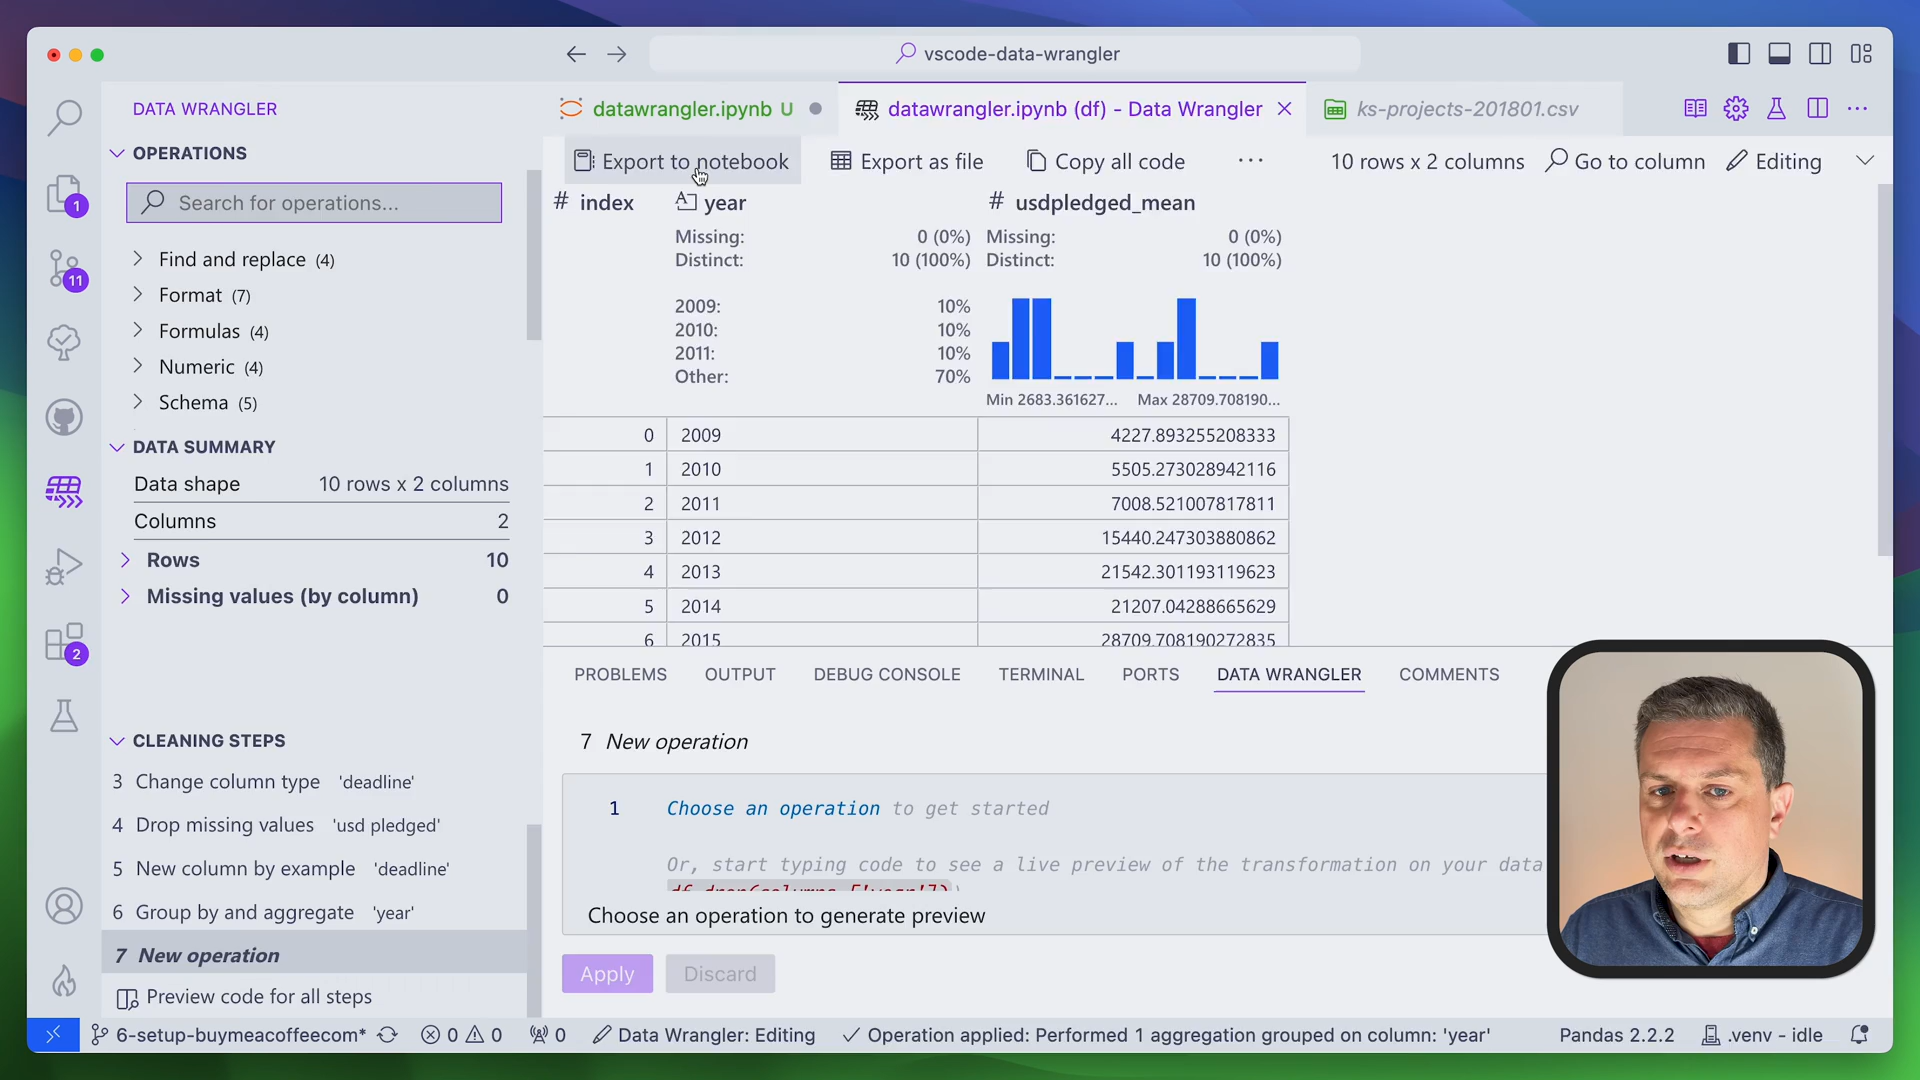 vscode-data-wrangler
DATA WRANGLER
OPERATIONS
Search for operations...
Find and replace (4)
Format (7)
Formulas (4)
Numeric (4)
Schema (5)
DATA SUMMARY
Data shape 10 rows x 2 columns
Columns 2
Rows 10
Missing values (by column) 0
CLEANING STEPS
3 Change column type 'deadline'
4 Drop missing values 'usd pledged'
5 New column by example 'deadline'
6 Group by and aggregate 'year'
7 New operation
Preview code for all steps
1
11
2
datawrangler.ipynb U
datawrangler.ipynb (df) - Data Wrangler
ks-projects-201801.csv
Export to notebook
Export as file
Copy all code
...
10 rows x 2 columns
Go to column
Editing
# index
year
# usdpledged_mean
Missing: 0 (0%)
Distinct: 10 (100%)
Missing: 0 (0%)
Distinct: 10 (100%)
2009: 10%
2010: 10%
2011: 10%
Other: 70%
Min 2683.361627...
Max 28709.708190...
0 2009 4227.893255208333
1 2010 5505.273028942116
2 2011 7008.521007817811
3 2012 15440.247303880862
4 2013 21542.301193119623
5 2014 21207.04288665629
6 2015 28709.708190272835
PROBLEMS OUTPUT DEBUG CONSOLE TERMINAL PORTS DATA WRANGLER COMMENTS
7 New operation
1 Choose an operation to get started
Or, start typing code to see a live preview of the transformation on your data
Choose an operation to generate preview
Apply
Discard
6-setup-buymeacoffeecom*
0 0
0
Data Wrangler: Editing
Operation applied: Performed 1 aggregation grouped on column: 'year'
Pandas 2.2.2
.venv - idle